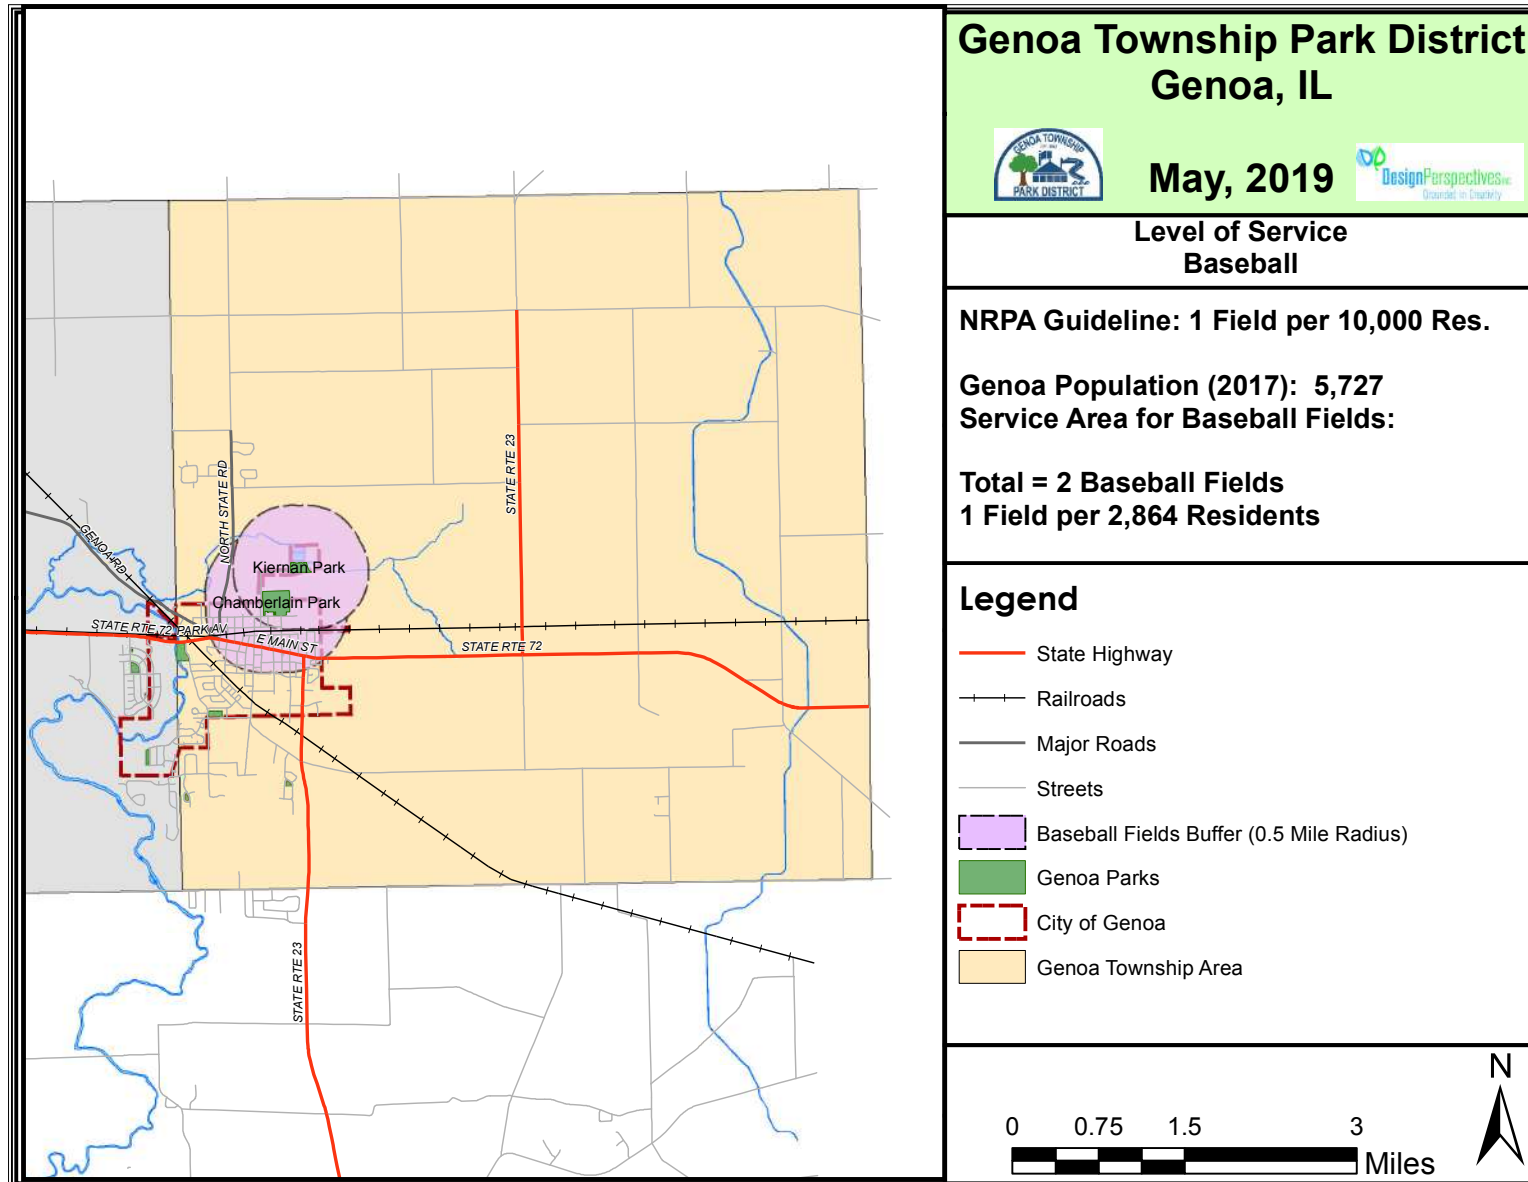 Genoa Township Park District
Genoa, IL
GENOA TOWNSHIP
PARK DISTRICT
May, 2019
DesignPerspectives
Grounded in Creativity
Level of Service
Baseball
NRPA Guideline: 1 Field per 10,000 Res.
Genoa Population (2017): 5,727
Service Area for Baseball Fields:
Total = 2 Baseball Fields
1 Field per 2,864 Residents
Legend
State Highway
Railroads
Major Roads
Streets
Baseball Fields Buffer (0.5 Mile Radius)
Genoa Parks
City of Genoa
Genoa Township Area
0 0.75 1.5 3
Miles
N
STATE RTE 23
NORTH STATE RD
GENOA RD
Kiernan Park
Chamberlain Park
STATE RTE 72 PARK AV
E MAIN ST
STATE RTE 72
STATE RTE 23